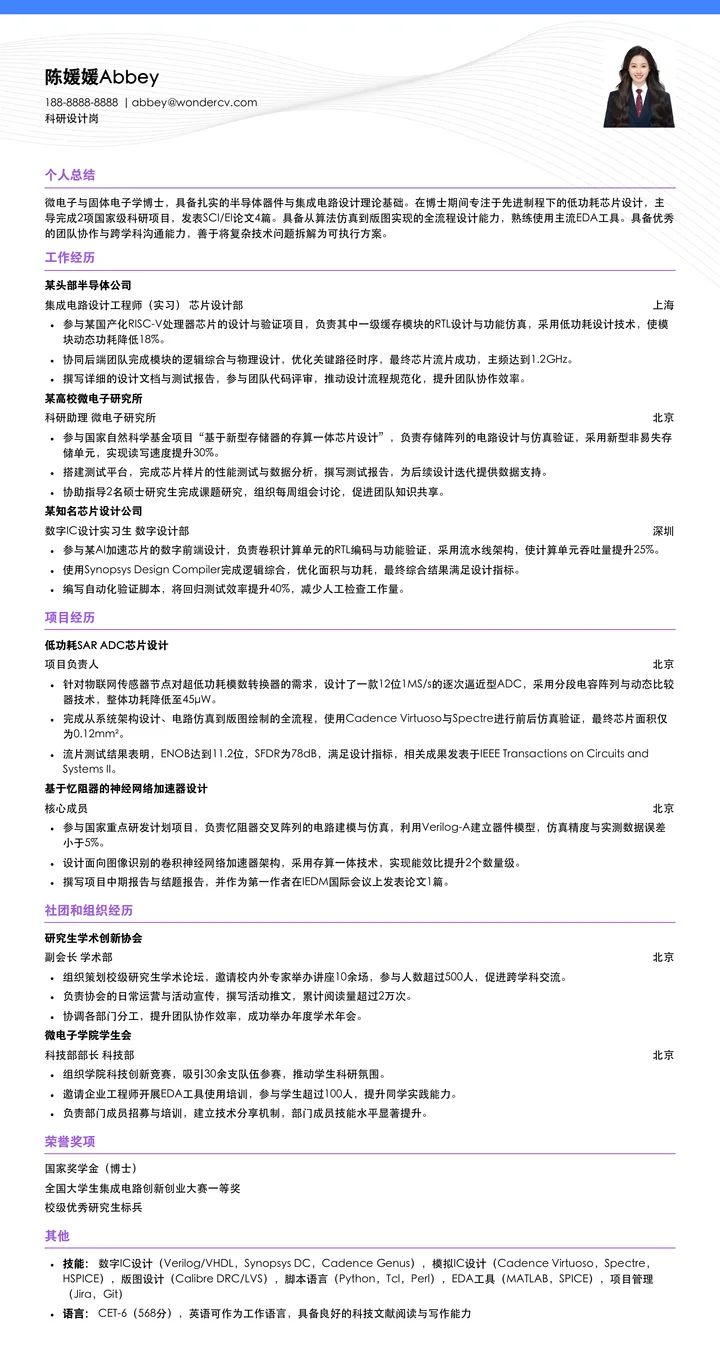 陈媛媛Abbey
188-8888-8888 | abbey@wondercv.com
科研设计岗
个人总结
微电子与固体电子学博士，具备扎实的半导体器件与集成电路设计理论基础。在博士期间专注于先进制程下的低功耗芯片设计，主
导完成2项国家级科研项目，发表SCI/EI论文4篇。具备从算法仿真到版图实现的全流程设计能力，熟练使用主流EDA工具。具备优秀
的团队协作与跨学科沟通能力，善于将复杂技术问题拆解为可执行方案。
工作经历
某头部半导体公司
集成电路设计工程师（实习） 芯片设计部 上海
• 参与某国产化RISC-V处理器芯片的设计与验证项目，负责其中一级缓存模块的RTL设计与功能仿真，采用低功耗设计技术，使模
块动态功耗降低18%。
• 协同后端团队完成模块的逻辑综合与物理设计，优化关键路径时序，最终芯片流片成功，主频达到1.2GHz。
• 撰写详细的设计文档与测试报告，参与团队代码评审，推动设计流程规范化，提升团队协作效率。
某高校微电子研究所
科研助理 微电子研究所 北京
• 参与国家自然科学基金项目“基于新型存储器的存算一体芯片设计”，负责存储阵列的电路设计与仿真验证，采用新型非易失存
储单元，实现读写速度提升30%。
• 搭建测试平台，完成芯片样片的性能测试与数据分析，撰写测试报告，为后续设计迭代提供数据支持。
• 协助指导2名硕士研究生完成课题研究，组织每周组会讨论，促进团队知识共享。
某知名芯片设计公司
数字IC设计实习生 数字设计部 深圳
• 参与某AI加速芯片的数字前端设计，负责卷积计算单元的RTL编码与功能验证，采用流水线架构，使计算单元吞吐量提升25%。
• 使用Synopsys Design Compiler完成逻辑综合，优化面积与功耗，最终综合结果满足设计指标。
• 编写自动化验证脚本，将回归测试效率提升40%，减少人工检查工作量。
项目经历
低功耗SAR ADC芯片设计
项目负责人 北京
• 针对物联网传感器节点对超低功耗模数转换器的需求，设计了一款12位1MS/s的逐次逼近型ADC，采用分段电容阵列与动态比较
器技术，整体功耗降低至45μW。
• 完成从系统架构设计、电路仿真到版图绘制的全流程，使用Cadence Virtuoso与Spectre进行前后仿真验证，最终芯片面积仅
为0.12mm²。
• 流片测试结果表明，ENOB达到11.2位，SFDR为78dB，满足设计指标，相关成果发表于IEEE Transactions on Circuits and
Systems II。
基于忆阻器的神经网络加速器设计
核心成员 北京
• 参与国家重点研发计划项目，负责忆阻器交叉阵列的电路建模与仿真，利用Verilog-A建立器件模型，仿真精度与实测数据误差
小于5%。
• 设计面向图像识别的卷积神经网络加速器架构，采用存算一体技术，实现能效比提升2个数量级。
• 撰写项目中期报告与结题报告，并作为第一作者在IEDM国际会议上发表论文1篇。
社团和组织经历
研究生学术创新协会
副会长 学术部 北京
• 组织策划校级研究生学术论坛，邀请校内外专家举办讲座10余场，参与人数超过500人，促进跨学科交流。
• 负责协会的日常运营与活动宣传，撰写活动推文，累计阅读量超过2万次。
• 协调各部门分工，提升团队协作效率，成功举办年度学术年会。
微电子学院学生会
科技部部长 科技部 北京
• 组织学院科技创新竞赛，吸引30余支队伍参赛，推动学生科研氛围。
• 邀请企业工程师开展EDA工具使用培训，参与学生超过100人，提升同学实践能力。
• 负责部门成员招募与培训，建立技术分享机制，部门成员技能水平显著提升。
荣誉奖项
国家奖学金（博士）
全国大学生集成电路创新创业大赛一等奖
校级优秀研究生标兵
其他
• 技能： 数字IC设计（Verilog/VHDL，Synopsys DC，Cadence Genus），模拟IC设计（Cadence Virtuoso，Spectre，
HSPICE），版图设计（Calibre DRC/LVS），脚本语言（Python，Tcl，Perl），EDA工具（MATLAB，SPICE），项目管理
（Jira，Git）
• 语言： CET-6（568分），英语可作为工作语言，具备良好的科技文献阅读与写作能力